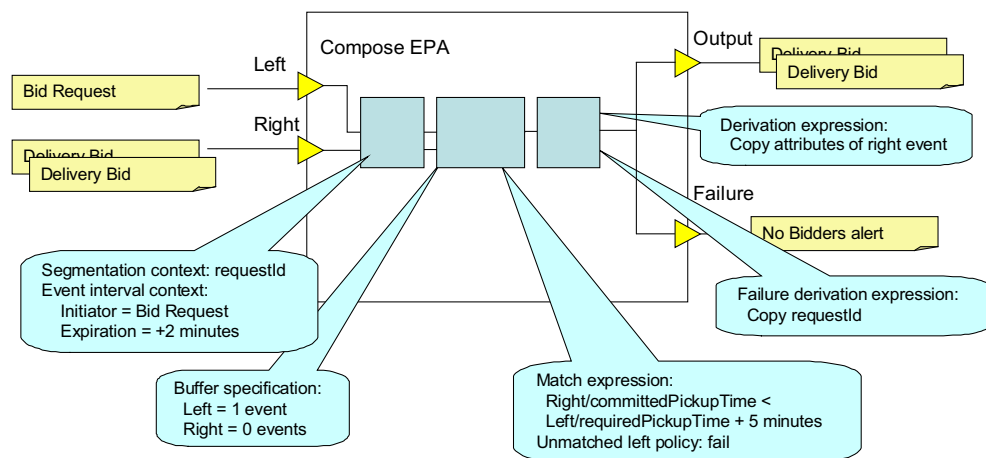 Compose EPA
Left
Right
Output
Failure
Bid Request
Delivery Bid
Delivery Bid
Delivery Bid
Delivery Bid
No Bidders alert
Derivation expression:
Copy attributes of right event
Failure derivation expression:
Copy requestId
Segmentation context: requestId
Event interval context:
Initiator = Bid Request
Expiration = +2 minutes
Buffer specification:
Left = 1 event
Right = 0 events
Match expression:
Right/committedPickupTime <
Left/requiredPickupTime + 5 minutes
Unmatched left policy: fail